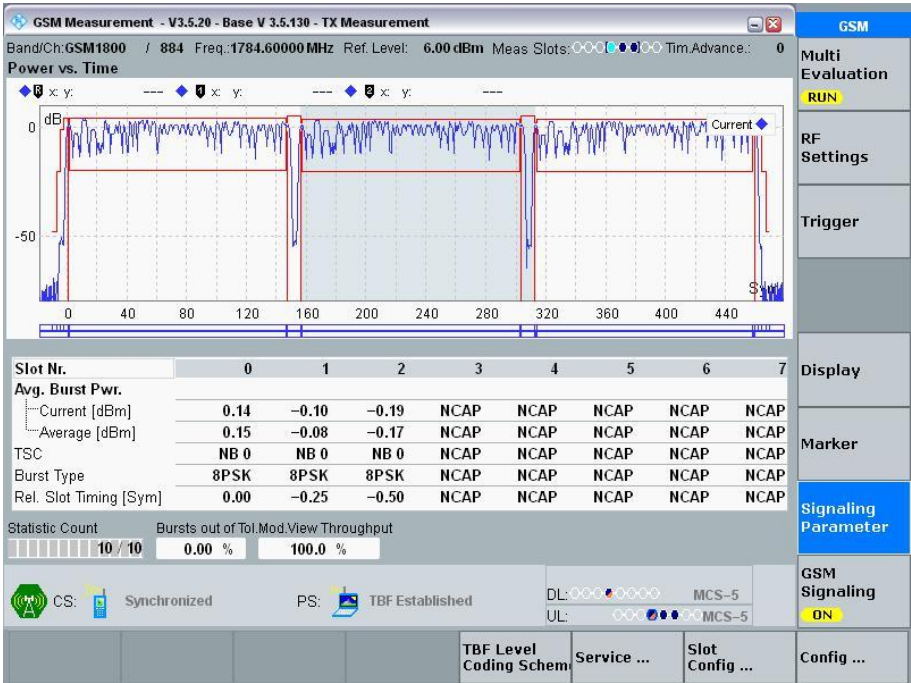 GSM Measurement - V3.5.20 - Base V 3.5.130 - TX Measurement
GSM
Band/Ch:GSM1800 / 884 Freq.:1784.60000 MHz Ref. Level: 6.00 dBm Meas Slots: Tim.Advance.: 0
Power vs. Time
Multi
Evaluation
RUN
R x: y: --- 1 x: y: --- 2 x: y: ---
dB
Current
0
-50
Sym
0 40 80 120 160 200 240 280 320 360 400 440
RF
Settings
Trigger
Slot Nr. 0 1 2 3 4 5 6 7
Avg. Burst Pwr.
Current [dBm] 0.14 -0.10 -0.19 NCAP NCAP NCAP NCAP NCAP
Average [dBm] 0.15 -0.08 -0.17 NCAP NCAP NCAP NCAP NCAP
TSC NB 0 NB 0 NB 0 NCAP NCAP NCAP NCAP NCAP
Burst Type 8PSK 8PSK 8PSK NCAP NCAP NCAP NCAP NCAP
Rel. Slot Timing [Sym] 0.00 -0.25 -0.50 NCAP NCAP NCAP NCAP NCAP
Display
Marker
Statistic Count Bursts out of Tol. Mod.View Throughput
10 / 10 0.00 % 100.0 %
Signaling
Parameter
CS: Synchronized PS: TBF Established DL: MCS-5
UL: MCS-5
GSM
Signaling
ON
TBF Level
Coding Schem
Service ...
Slot
Config ...
Config ...